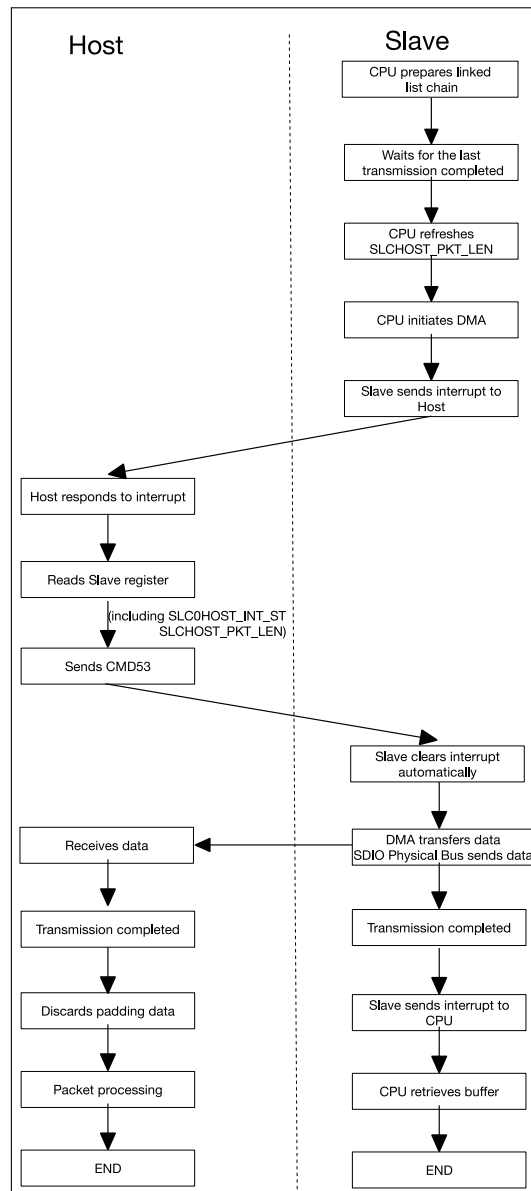 Host
Slave
CPU prepares linked
list chain
Waits for the last
transmission completed
CPU refreshes
SLCHOST_PKT_LEN
CPU initiates DMA
Slave sends interrupt to
Host
Host responds to interrupt
Reads Slave register
(including SLC0HOST_INT_ST
SLCHOST_PKT_LEN)
Sends CMD53
Slave clears interrupt
automatically
Receives data
DMA transfers data
SDIO Physical Bus sends data
Transmission completed
Transmission completed
Discards padding data
Slave sends interrupt to
CPU
Packet processing
CPU retrieves buffer
END
END